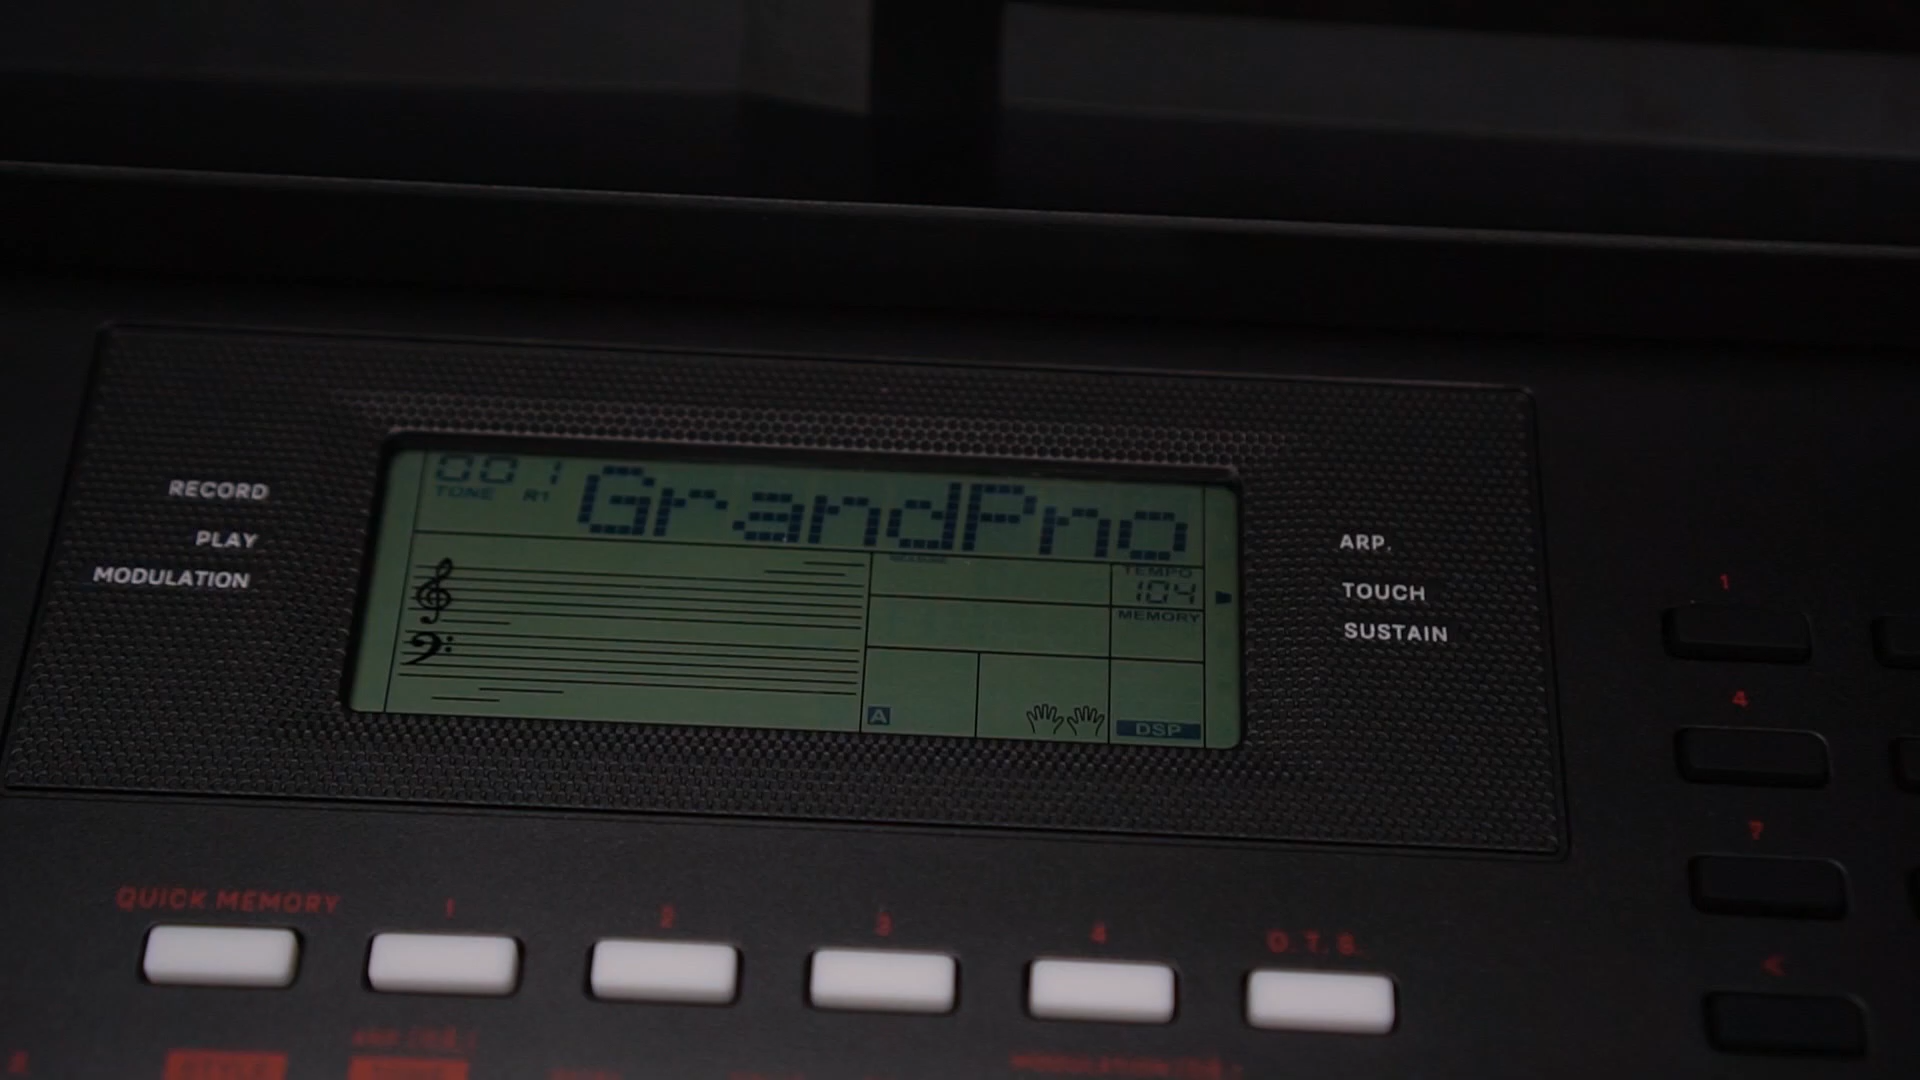 001
TONE R1
GrandPno
TEMPO
104
MEMORY
A
DSP
RECORD
PLAY
MODULATION
ARP.
TOUCH
SUSTAIN
1
4
7
<
QUICK MEMORY 1 2 3 4 O. T. S.
STYLE